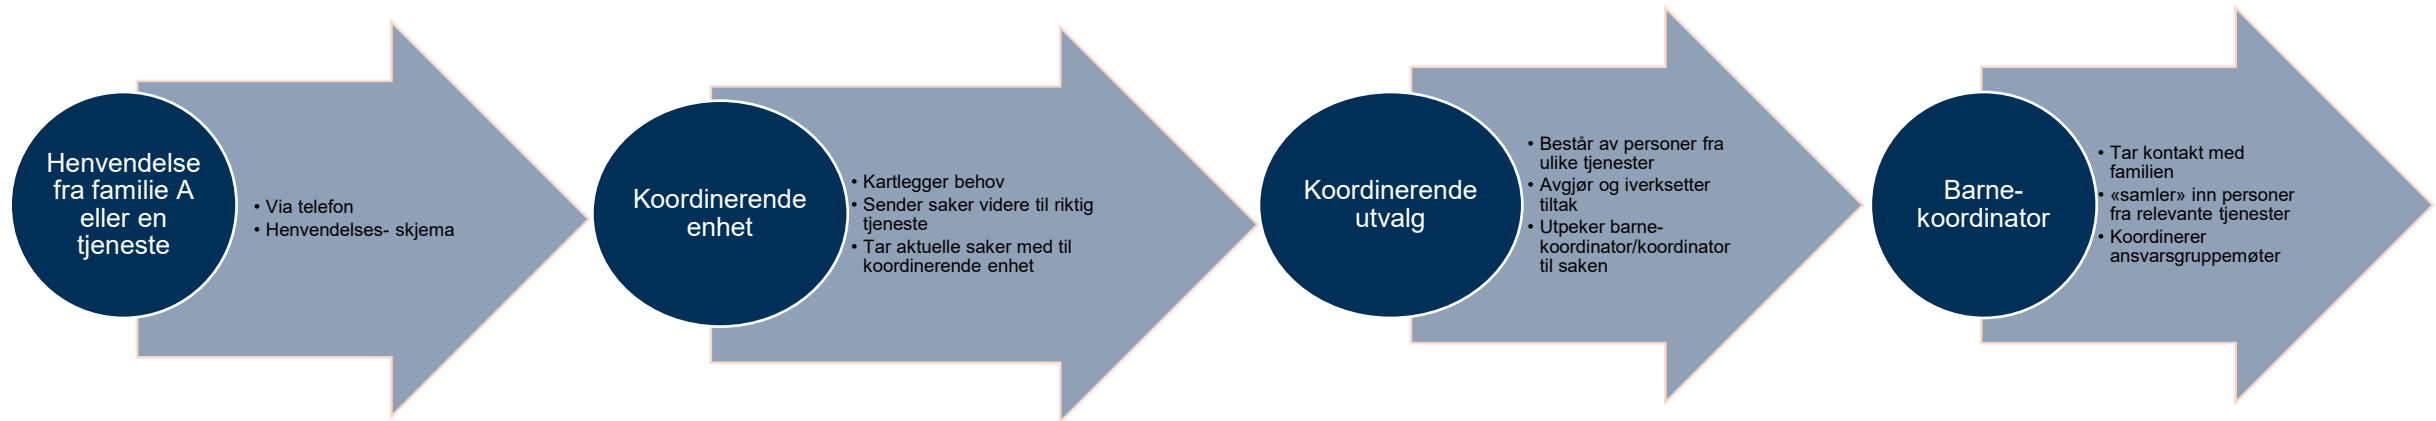 Henvendelse
fra familie A
eller en
tjeneste
• Via telefon
• Henvendelses- skjema
Koordinerende
enhet
• Kartlegger behov
• Sender saker videre til riktig
tjeneste
• Tar aktuelle saker med til
koordinerende enhet
Koordinerende
utvalg
• Består av personer fra
ulike tjenester
• Avgjør og iverksetter
tiltak
• Utpeker barne-
koordinator/koordinator
til saken
Barne-
koordinator
• Tar kontakt med
familien
• «samler» inn personer
fra relevante tjenester
• Koordinerer
ansvarsgruppemøter